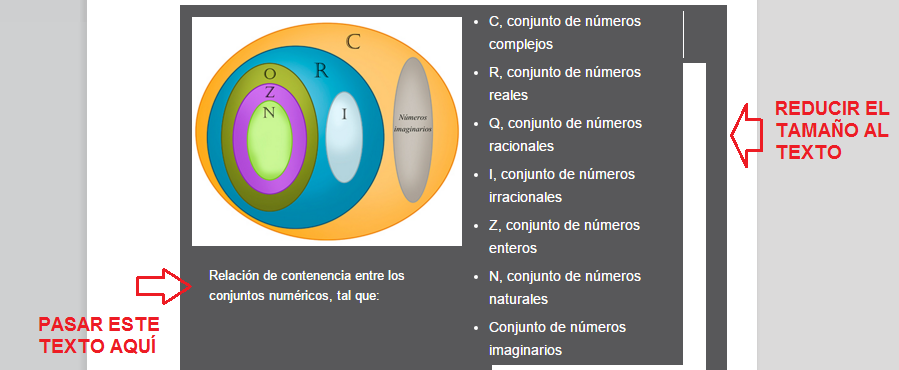 C
R
O
Z
N
I
Números
imaginarios
Relación de contenencia entre los
conjuntos numéricos, tal que:
• C, conjunto de números
complejos
• R, conjunto de números
reales
• Q, conjunto de números
racionales
• I, conjunto de números
irracionales
• Z, conjunto de números
enteros
• N, conjunto de números
naturales
• Conjunto de números
imaginarios
PASAR ESTE
TEXTO AQUÍ
REDUCIR EL
TAMAÑO AL
TEXTO